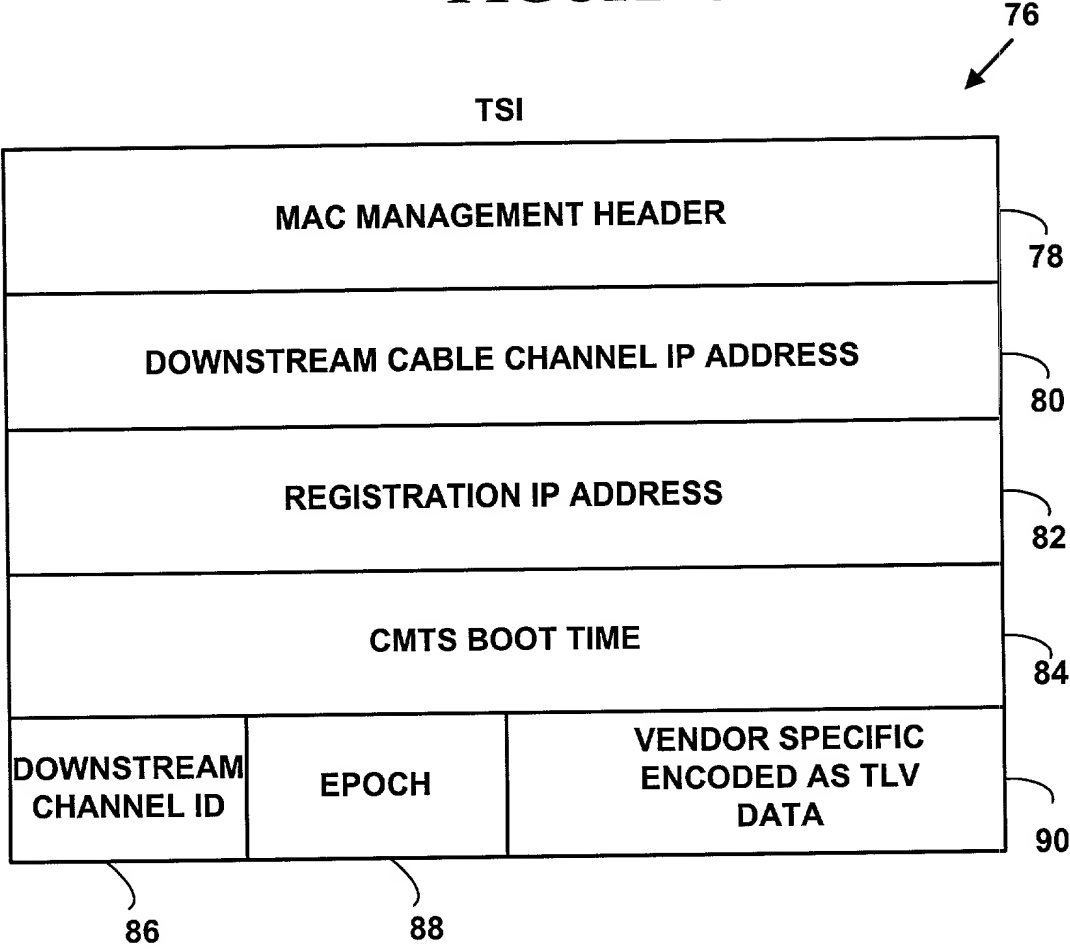 76
TSI
MAC MANAGEMENT HEADER
78
DOWNSTREAM CABLE CHANNEL IP ADDRESS
80
REGISTRATION IP ADDRESS
82
CMTS BOOT TIME
84
DOWNSTREAM
CHANNEL ID
EPOCH
VENDOR SPECIFIC
ENCODED AS TLV
DATA
90
86
88